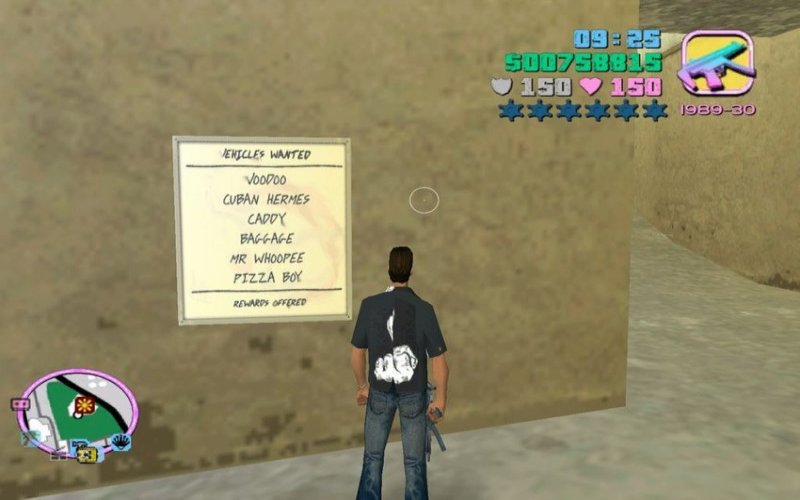 09:25
$00758815
150 150
1989-30
VEHICLES WANTED
VOODOO
CUBAN HERMES
CADDY
BAGGAGE
MR WHOOPEE
PIZZA BOY
REWARDS OFFERED